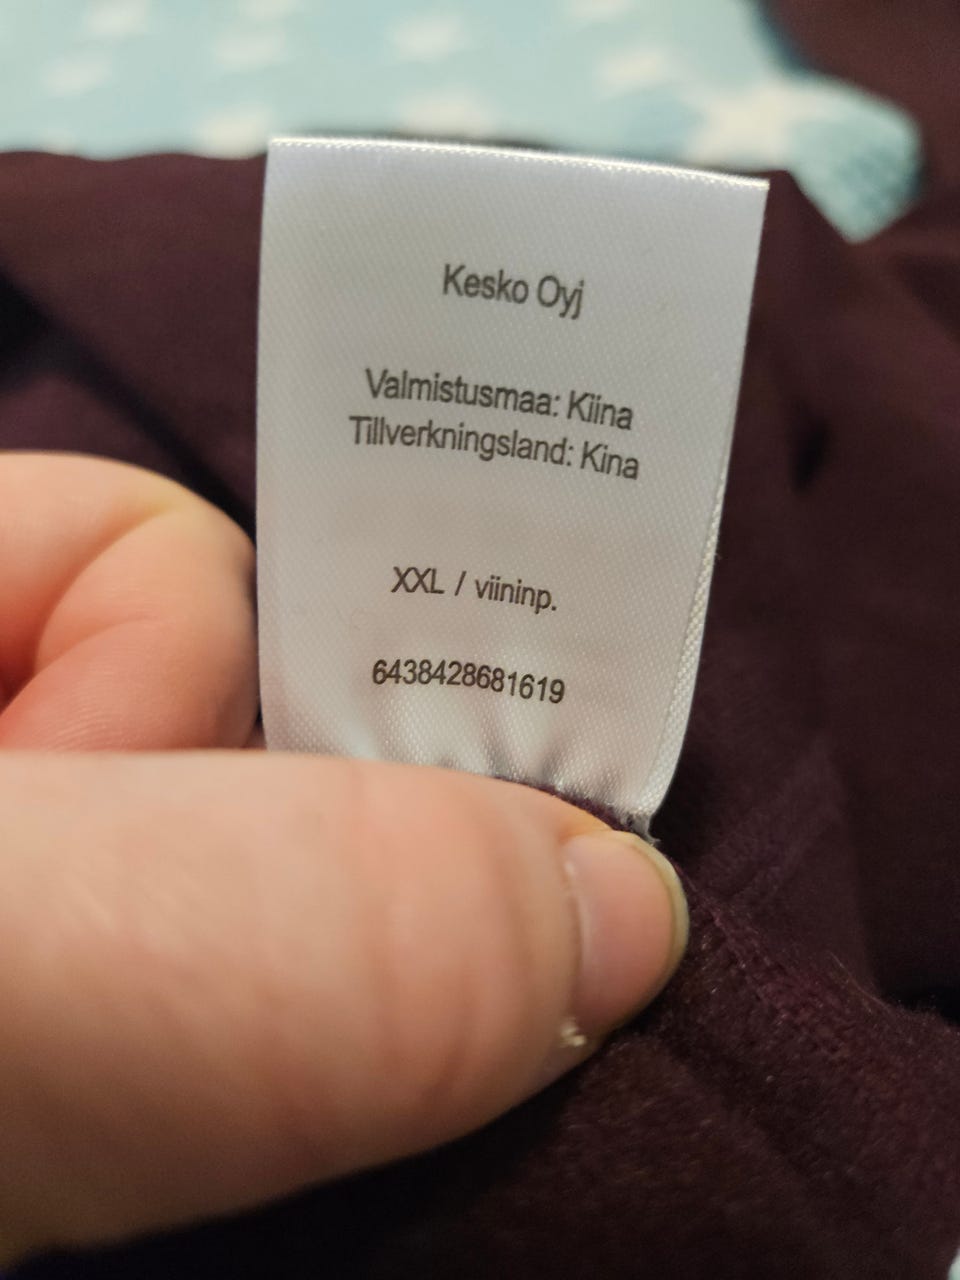 Kesko Oyj
Valmistusmaa: Kiina
Tillverkningsland: Kina
XXL / viininp.
6438428681619